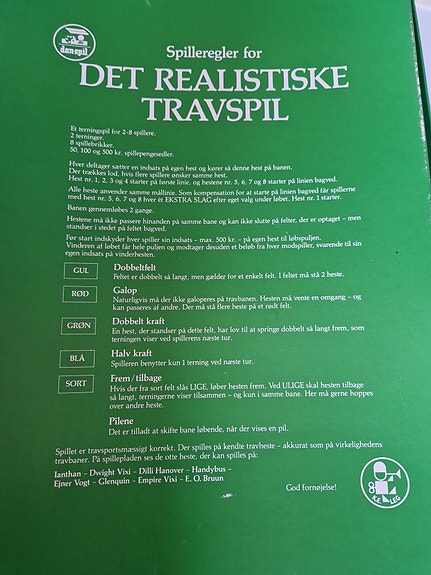 danspil
Spilleregler for
DET REALISTISKE
TRAVSPIL
Et terningspil for 2-8 spillere.
2 terninger.
8 spillebrikker.
50, 100 og 500 kr. spillepengesedler.
Hver deltager sætter en indsats på egen hest og kører så denne hest på banen.
Der trækkes lod, hvis flere spillere ønsker samme hest.
Hest nr. 1, 2, 3 og 4 starter på første linie, og hestene nr. 5, 6, 7 og 8 starter på linien bagved.
Alle heste anvender samme mållinie. Som kompensation for at starte på linien bagved får spillerne
med hest nr. 5, 6, 7 og 8 hver ét EKSTRA SLAG efter eget valg under løbet. Hest nr. 1 starter.
Banen gennemløbes 2 gange.
Hestene må ikke passere hinanden på samme bane og kan ikke slutte på felter, der er optaget – men
standser i stedet på feltet bagved.
Før start indskyder hver spiller sin indsats – max. 500 kr. – på egen hest til løbspuljen.
Vinderen af løbet får hele puljen og modtager desuden et beløb fra hver modspiller, svarende til sin
egen indsats på vinderhesten.
GUL Dobbeltfelt
Feltet er dobbelt så langt, men gælder for et enkelt felt. I feltet må stå 2 heste.
RØD Galop
Naturligvis må der ikke galoperes på travbanen. Hesten må vente en omgang – og
kan passeres af andre. Der må stå flere heste på et rødt felt.
GRØN Dobbelt kraft
En hest, der standser på dette felt, har lov til at springe dobbelt så langt frem, som
terningen viser ved spillerens næste tur.
BLÅ Halv kraft
Spilleren benytter kun 1 terning ved næste tur.
SORT Frem/tilbage
Hvis der fra sort felt slås LIGE, løber hesten frem. Ved ULIGE skal hesten tilbage
så langt, terningerne viser tilsammen – og kun i samme bane. Her må gerne hoppes
over andre heste.
Pilene
Det er tilladt at skifte bane løbende, når der vises en pil.
Spillet er travsportsmæssigt korrekt. Der spilles på kendte travheste – akkurat som på virkelighedens
travbaner. På spillepladen ses de otte heste, der kan spilles på:
Ianthan – Dwight Vixi – Dilli Hanover – Handybus –
Ejner Vogt – Glenquin – Empire Vixi – E. O. Bruun
God fornøjelse!
K.E. LEG